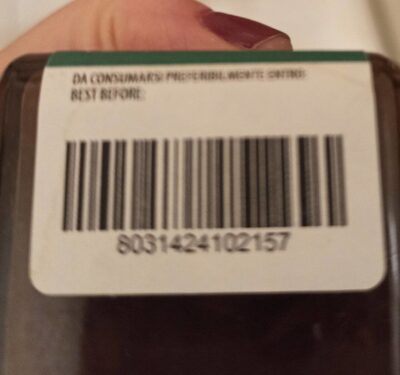 DA CONSUMARSI PREFERIBILMENTE ENTRO:
BEST BEFORE:
8031424102157